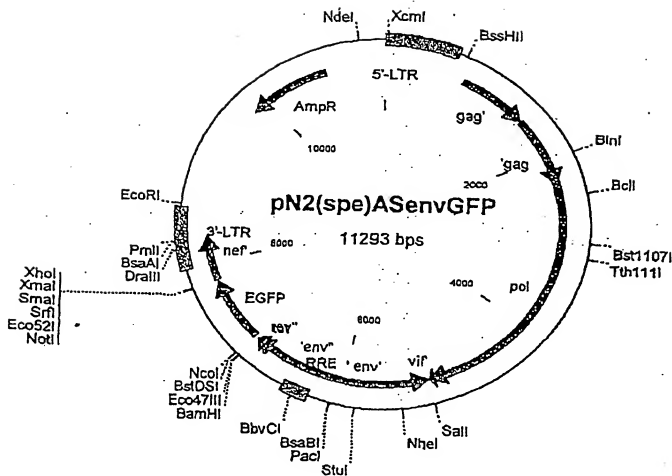 NdeI
XcmI
BssHII
5'-LTR
AmpR
gag'
BlnI
10000
'gag
2000
BclI
EcoRI
pN2(spe)ASenvGFP
11293 bps
3'-LTR
nef'
8000
Bst1107I
Tth111I
PmlI
BsaAI
DraIII
XhoI
XmaI
SmaI
SrfI
Eco52I
NotI
pol
4000
EGFP
6000
'env''
RRE
'env'
vif'
NcoI
BstDSI
Eco47III
BamHI
BbvCI
BsaBI
PacI
StuI
NheI
SalI